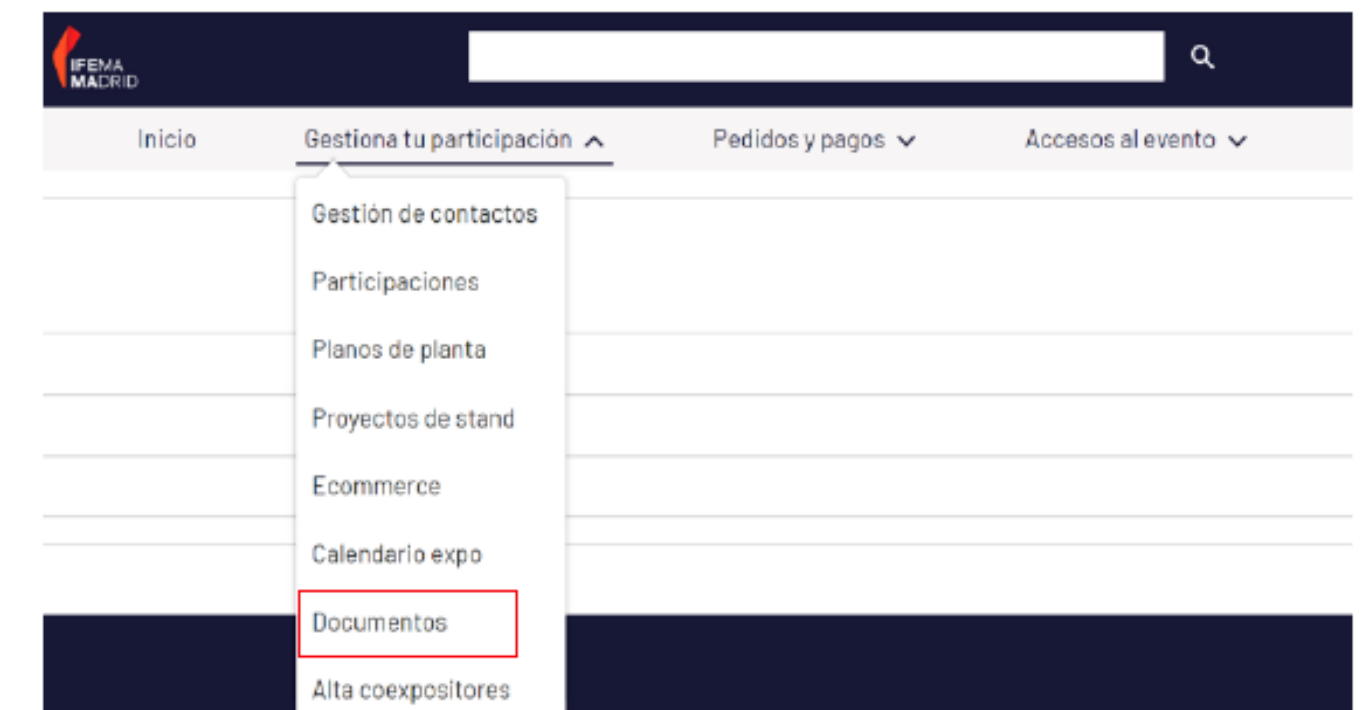 IFEMA
MADRID
Inicio
Gestiona tu participación
Pedidos y pagos
Accesos al evento
Gestión de contactos
Participaciones
Planos de planta
Proyectos de stand
Ecommerce
Calendario expo
Documentos
Alta coexpositores